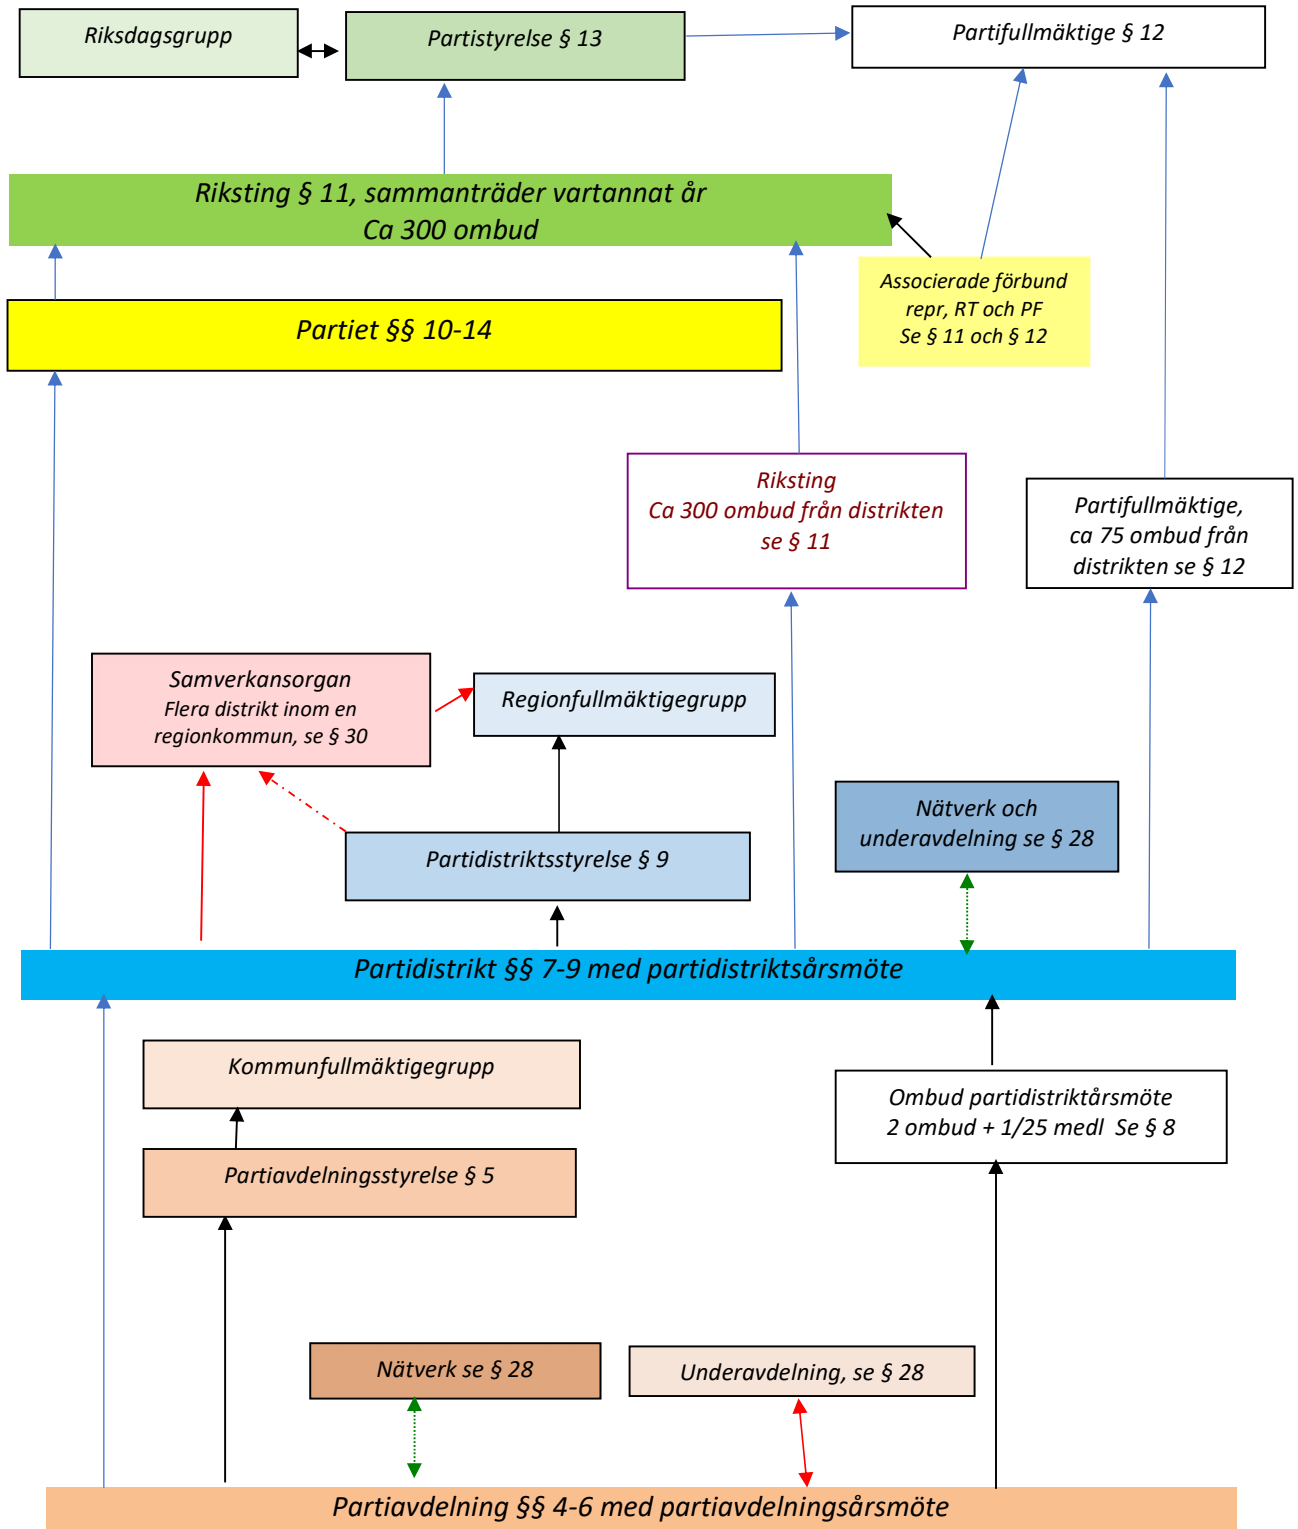 Riksdagsgrupp
Partistyrelse § 13
Partifullmäktige § 12
Riksting § 11, sammanträder vartannat år
Ca 300 ombud
Associerade förbund
repr, RT och PF
Se § 11 och § 12
Partiet §§ 10-14
Riksting
Ca 300 ombud från distrikten
se § 11
Partifullmäktige,
ca 75 ombud från
distrikten se § 12
Samverkansorgan
Flera distrikt inom en
regionkommun, se § 30
Regionfullmäktigegrupp
Nätverk och
underavdelning se § 28
Partidistriktsstyrelse § 9
Partidistrikt §§ 7-9 med partidistriktsårsmöte
Kommunfullmäktigegrupp
Ombud partidistriktårsmöte
2 ombud + 1/25 medl  Se § 8
Partiavdelningsstyrelse § 5
Nätverk se § 28
Underavdelning, se § 28
Partiavdelning §§ 4-6 med partiavdelningsårsmöte